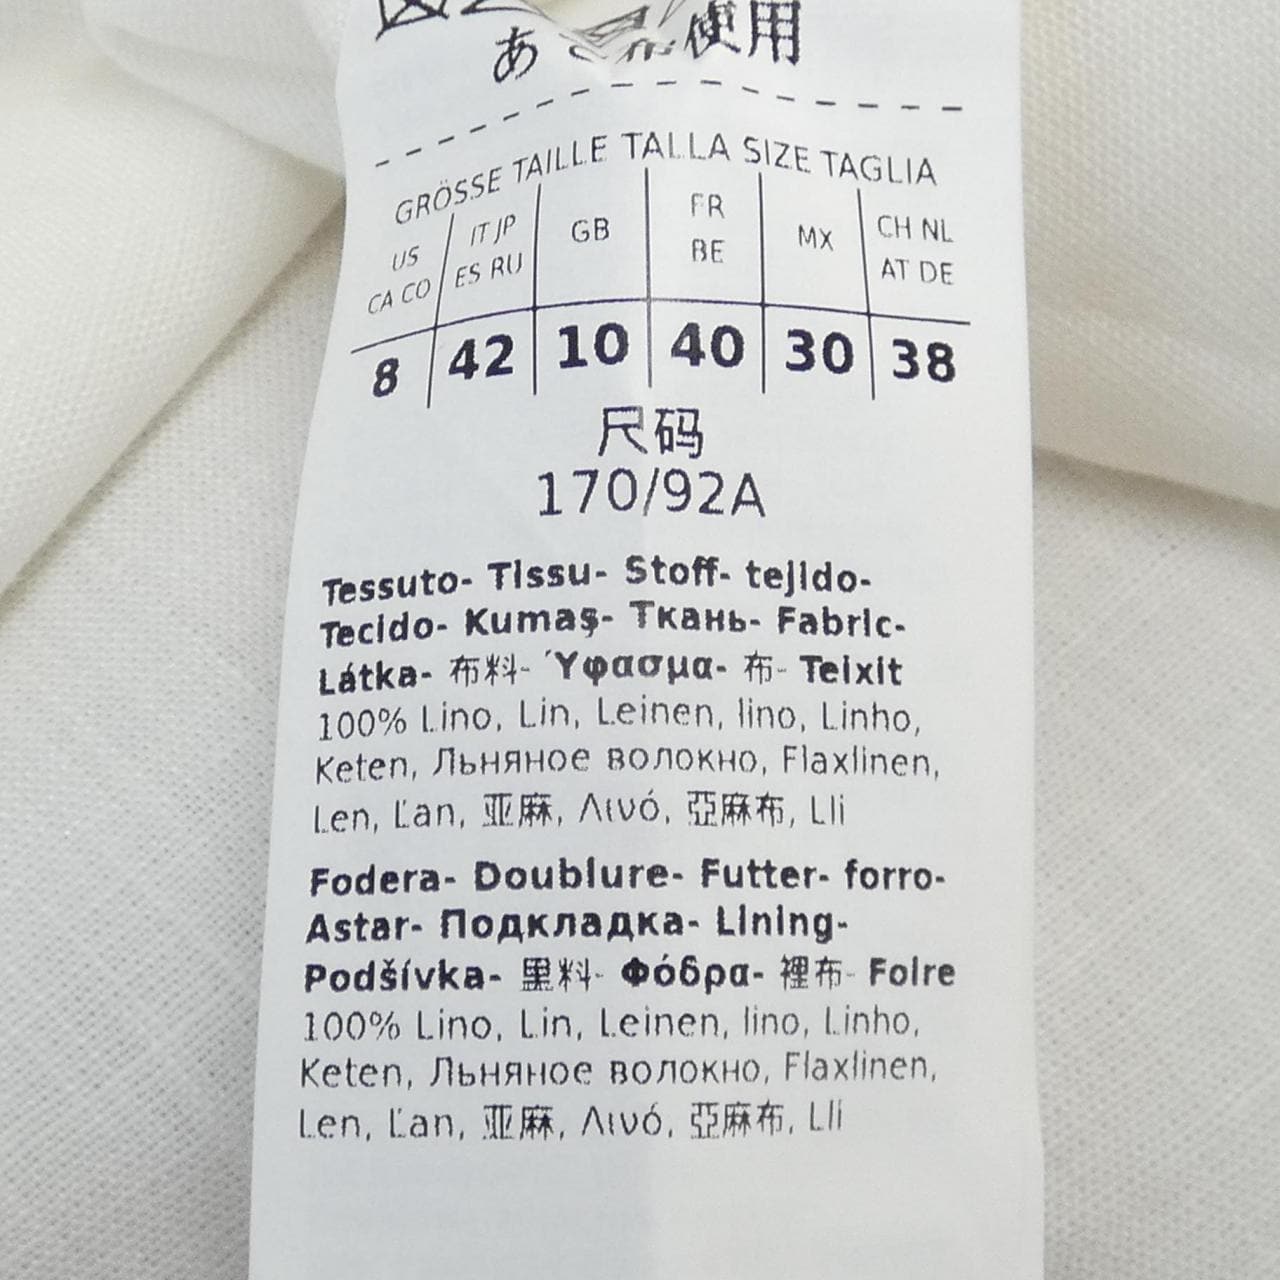 あ て布使用
GRÖSSE TAILLE TALLA SIZE TAGLIA
US CA CO | IT JP ES RU | GB | FR BE | MX | CH NL AT DE
8 | 42 | 10 | 40 | 30 | 38
尺码
170/92A
Tessuto- Tissu- Stoff- tejido-
Tecido- Kumaş- Ткань- Fabric-
Látka- 布料- Ύφασμα- 布- Teixit
100% Lino, Lin, Leinen, lino, Linho,
Keten, Льняное волокно, Flaxlinen,
Len, Ľan, 亚麻, Λινό, 亞麻布, Lli
Fodera- Doublure- Futter- forro-
Astar- Подкладка- Lining-
Podšívka- 里料- Φόδρα- 裡布- Folre
100% Lino, Lin, Leinen, lino, Linho,
Keten, Льняное волокно, Flaxlinen,
Len, Ľan, 亚麻, Λινό, 亞麻布, Lli